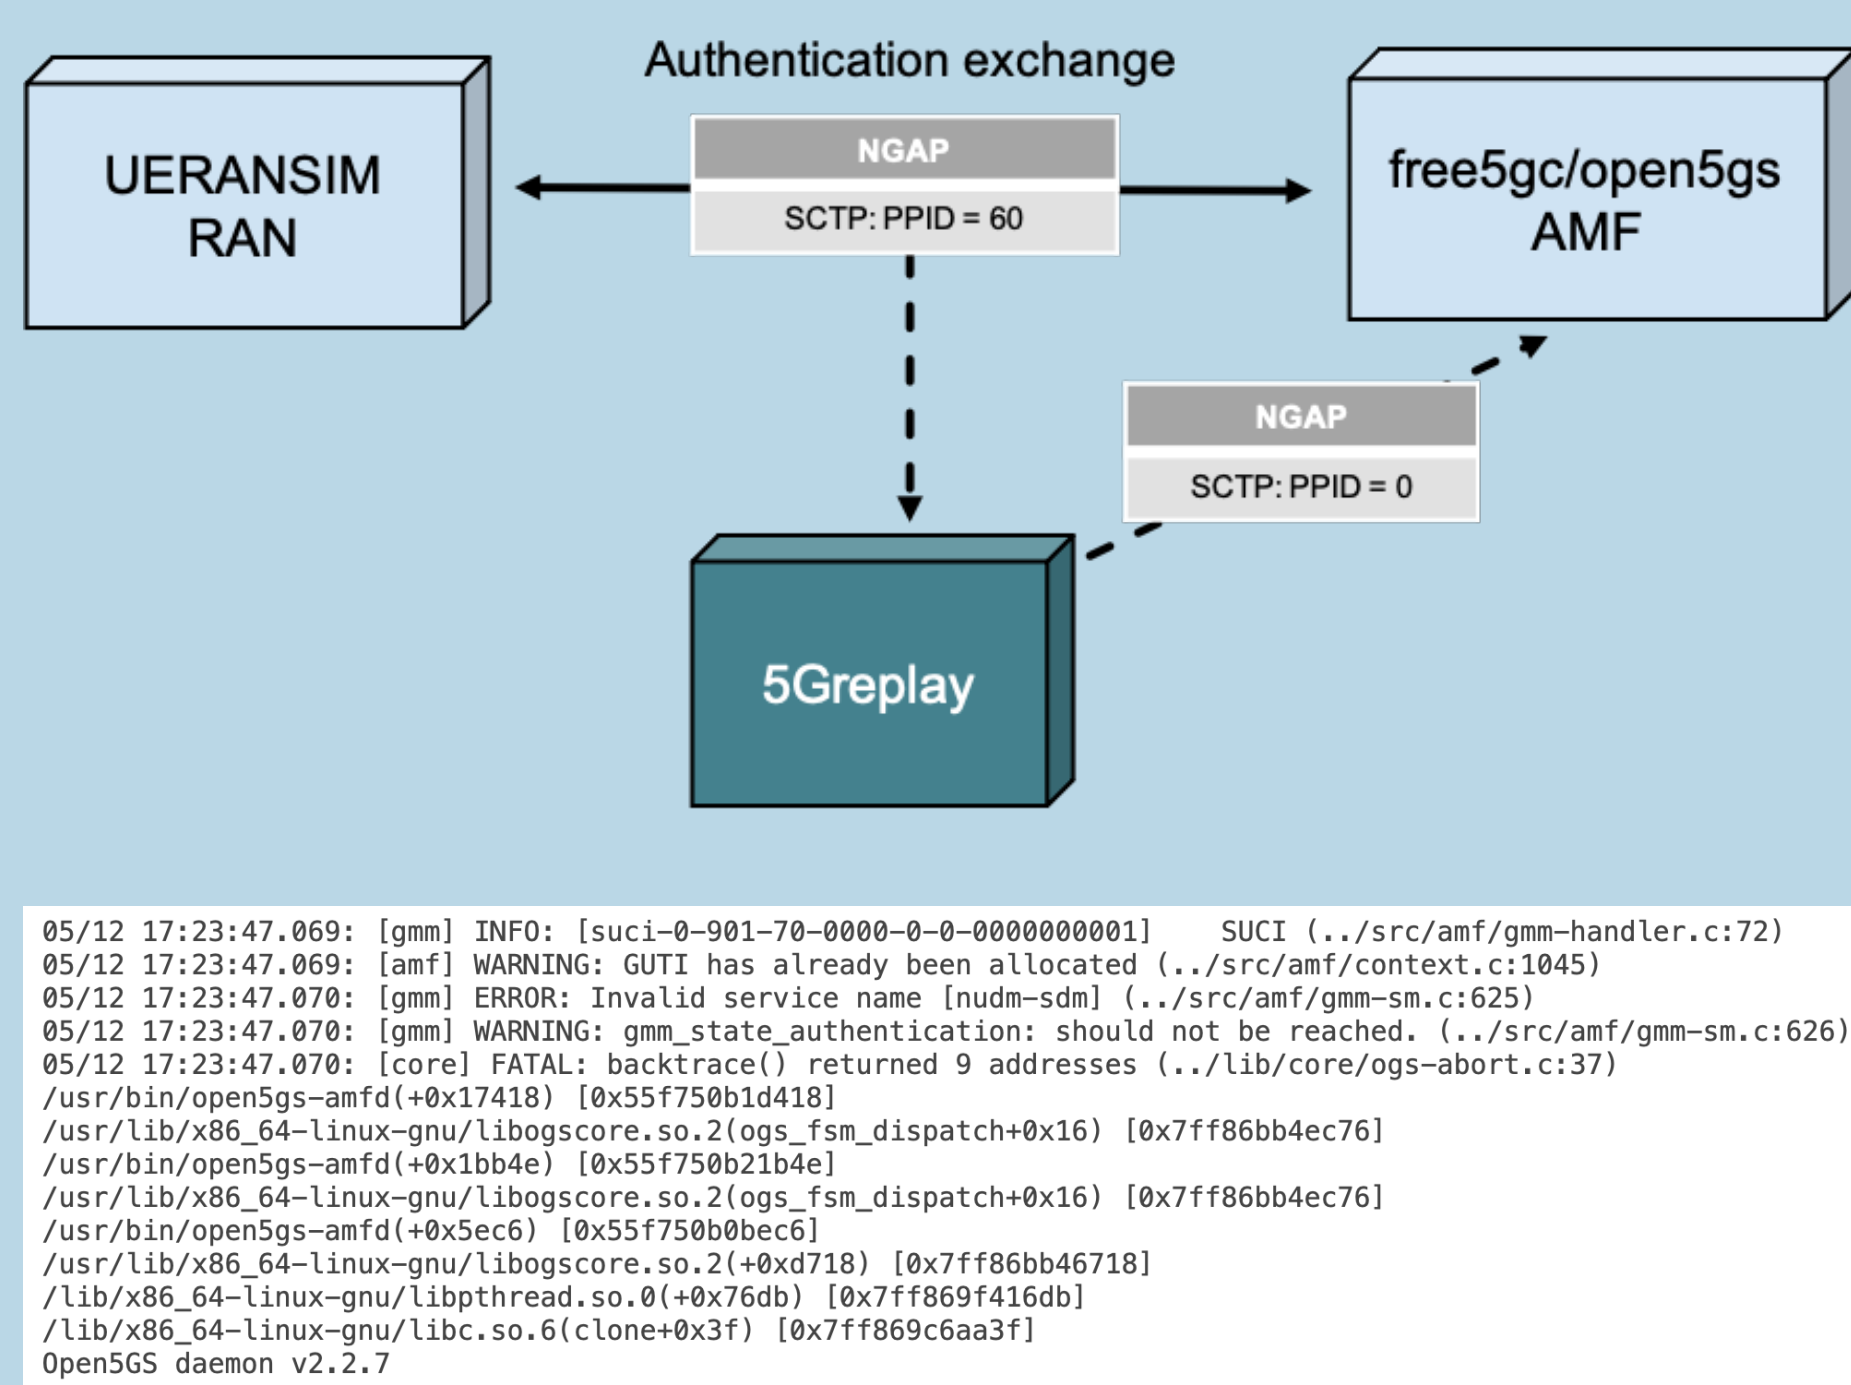 Authentication exchange
UERANSIM
RAN
NGAP
SCTP: PPID = 60
free5gc/open5gs
AMF
NGAP
SCTP: PPID = 0
5Greplay
05/12 17:23:47.069: [gmm] INFO: [suci-0-901-70-0000-0-0-0000000001]    SUCI (../src/amf/gmm-handler.c:72)
05/12 17:23:47.069: [amf] WARNING: GUTI has already been allocated (../src/amf/context.c:1045)
05/12 17:23:47.070: [gmm] ERROR: Invalid service name [nudm-sdm] (../src/amf/gmm-sm.c:625)
05/12 17:23:47.070: [gmm] WARNING: gmm_state_authentication: should not be reached. (../src/amf/gmm-sm.c:626)
05/12 17:23:47.070: [core] FATAL: backtrace() returned 9 addresses (../lib/core/ogs-abort.c:37)
/usr/bin/open5gs-amfd(+0x17418) [0x55f750b1d418]
/usr/lib/x86_64-linux-gnu/libogscore.so.2(ogs_fsm_dispatch+0x16) [0x7ff86bb4ec76]
/usr/bin/open5gs-amfd(+0x1bb4e) [0x55f750b21b4e]
/usr/lib/x86_64-linux-gnu/libogscore.so.2(ogs_fsm_dispatch+0x16) [0x7ff86bb4ec76]
/usr/bin/open5gs-amfd(+0x5ec6) [0x55f750b0bec6]
/usr/lib/x86_64-linux-gnu/libogscore.so.2(+0xd718) [0x7ff86bb46718]
/lib/x86_64-linux-gnu/libpthread.so.0(+0x76db) [0x7ff869f416db]
/lib/x86_64-linux-gnu/libc.so.6(clone+0x3f) [0x7ff869c6aa3f]
Open5GS daemon v2.2.7